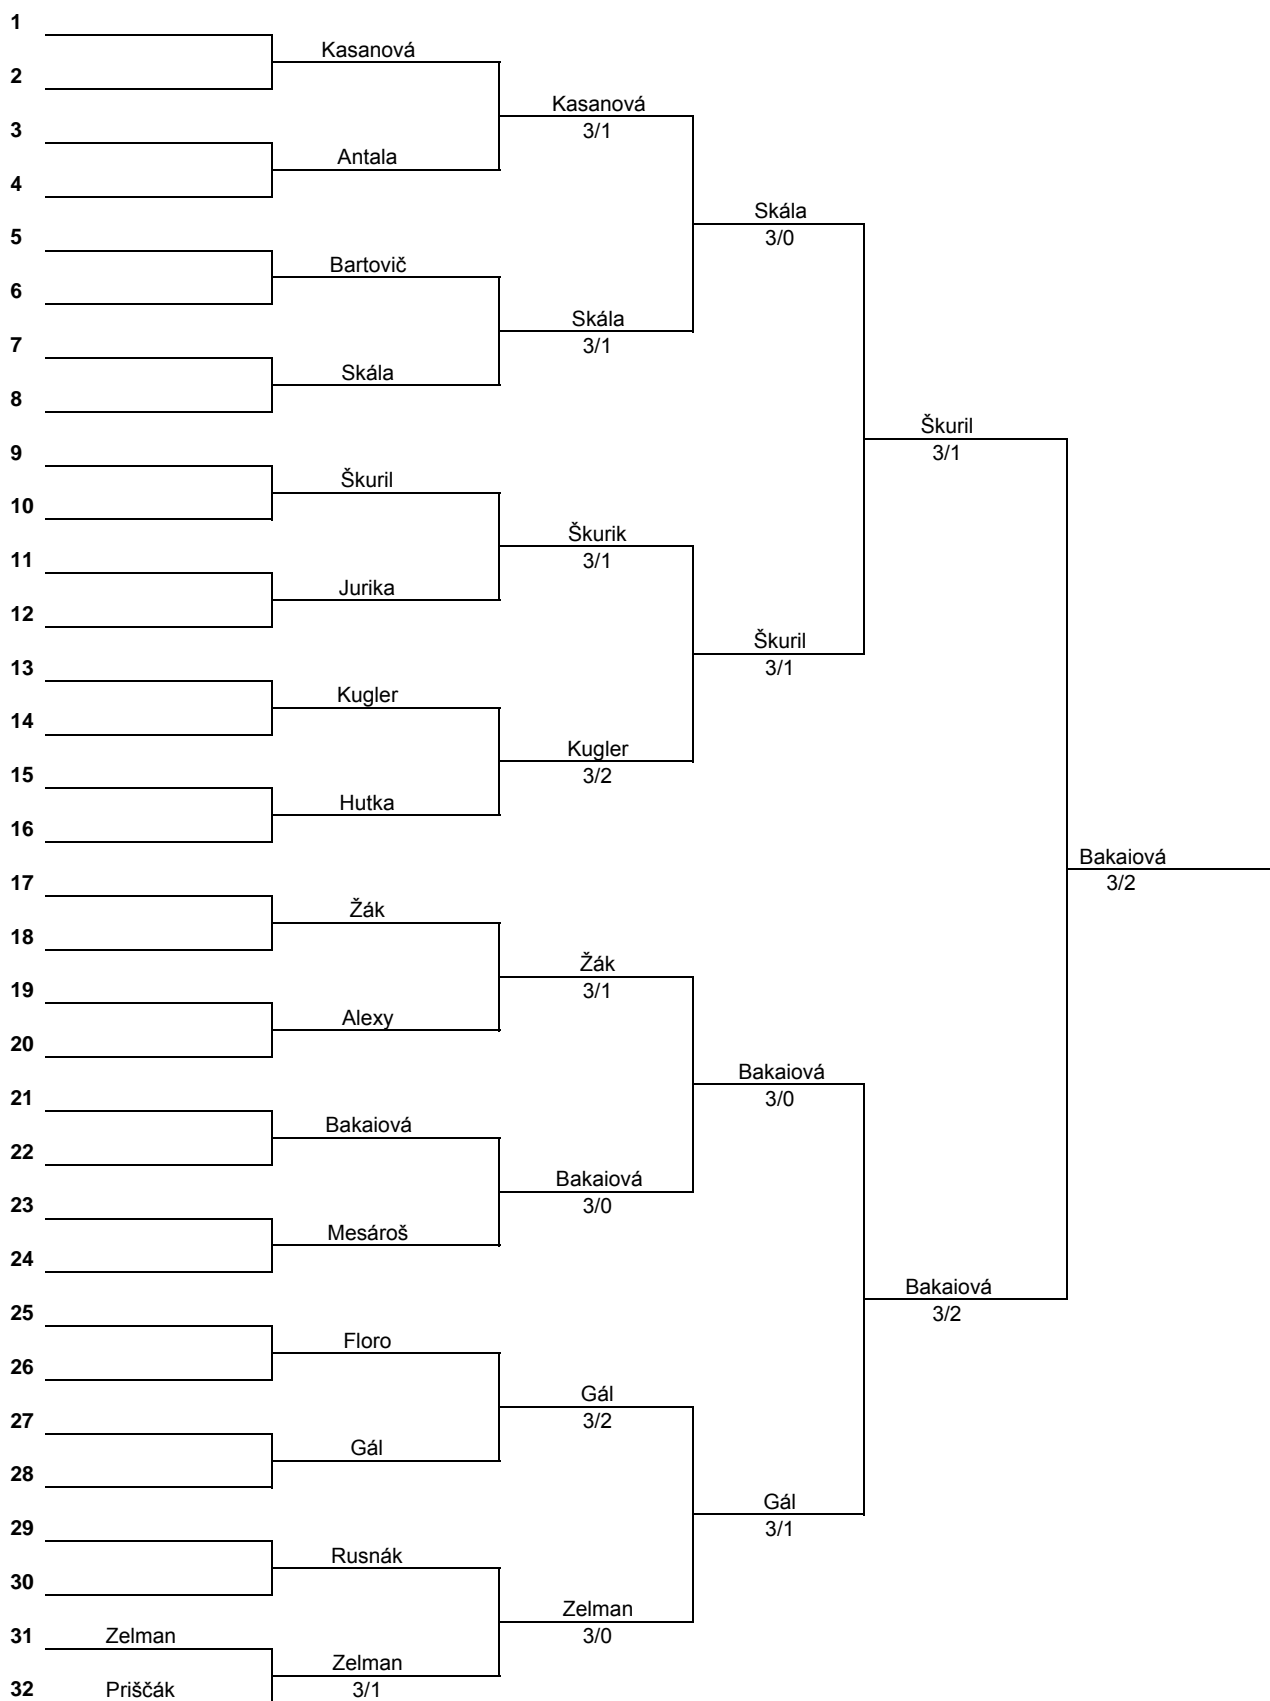 1
Kasanová
2
Kasanová
3
3/1
Antala
4
Skála
5
3/0
Bartovič
6
Skála
7
3/1
Skála
8
Škuril
9
3/1
Škuril
10
Škurik
11
3/1
Jurika
12
Škuril
13
3/1
Kugler
14
Kugler
15
3/2
Hutka
16
Bakaiová
17
3/2
Žák
18
Žák
19
3/1
Alexy
20
Bakaiová
21
3/0
Bakaiová
22
Bakaiová
23
3/0
Mesároš
24
Bakaiová
25
3/2
Floro
26
Gál
27
3/2
Gál
28
Gál
29
3/1
Rusnák
30
Zelman
31 Zelman
3/0
Zelman
32 Priščák
3/1